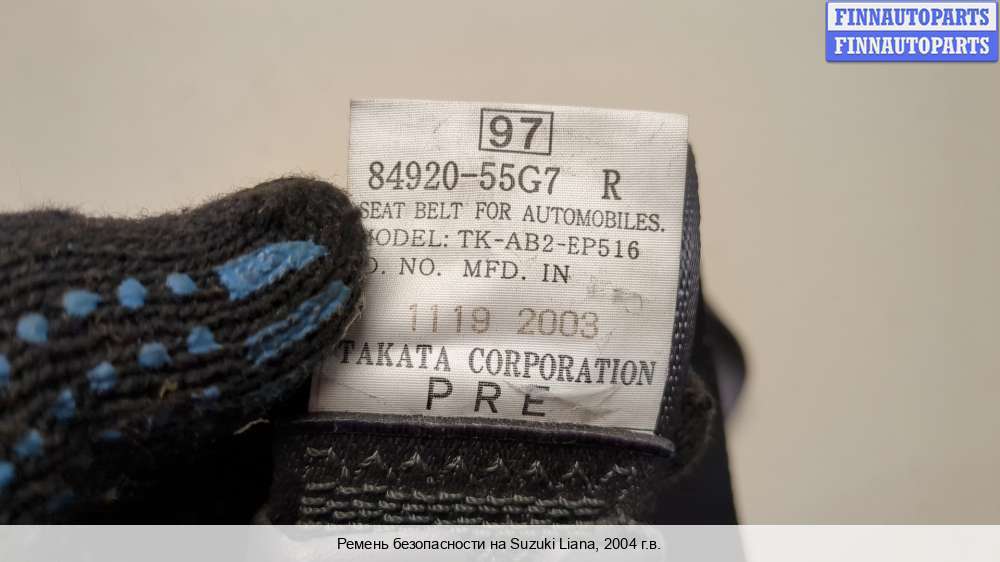 FINNAUTOPARTS
FINNAUTOPARTS
97
84920-55G7 R
SEAT BELT FOR AUTOMOBILES.
MODEL: TK-AB2-EP516
NO. MFD. IN
1119 2003
TAKATA CORPORATION
PRE
Ремень безопасности на Suzuki Liana, 2004 г.в.